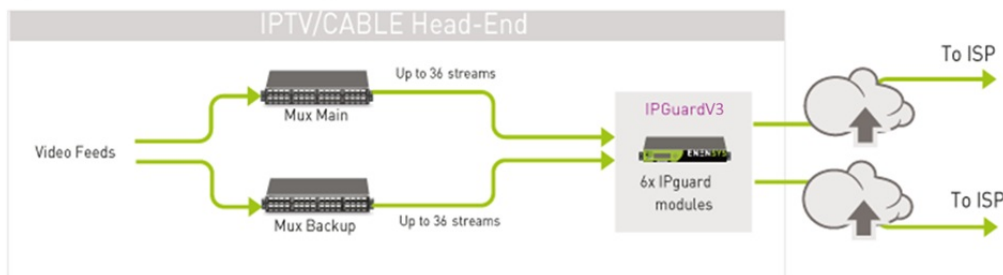 IPTV/CABLE Head-End
Up to 36 streams
Mux Main
Video Feeds
Mux Backup
Up to 36 streams
IPGuardV3
ENENSYS
6x IPguard
modules
To ISP
To ISP